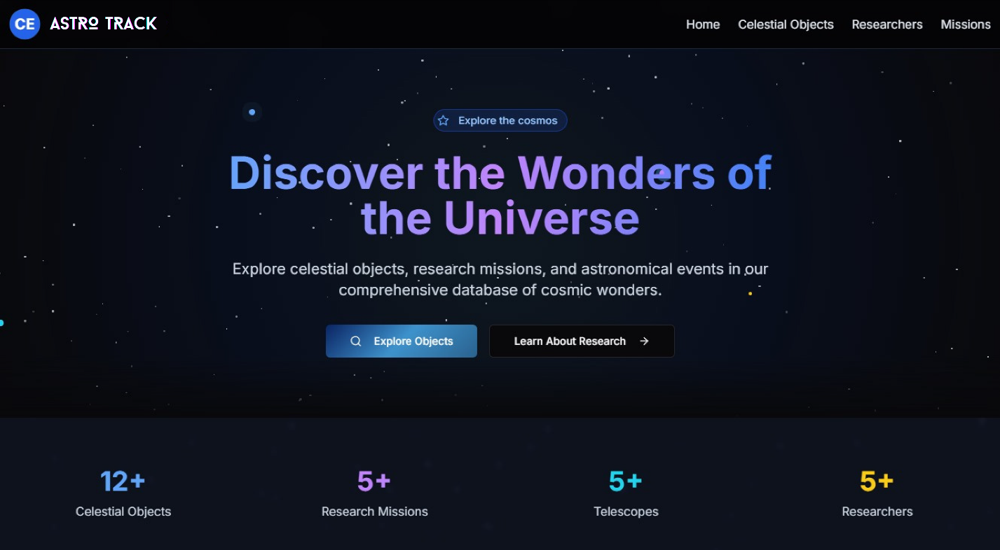 CE ASTRO TRACK Home Celestial Objects Researchers Missions
Explore the cosmos
Discover the Wonders of
the Universe
Explore celestial objects, research missions, and astronomical events in our
comprehensive database of cosmic wonders.
Explore Objects Learn About Research
12+ 5+ 5+ 5+
Celestial Objects Research Missions Telescopes Researchers